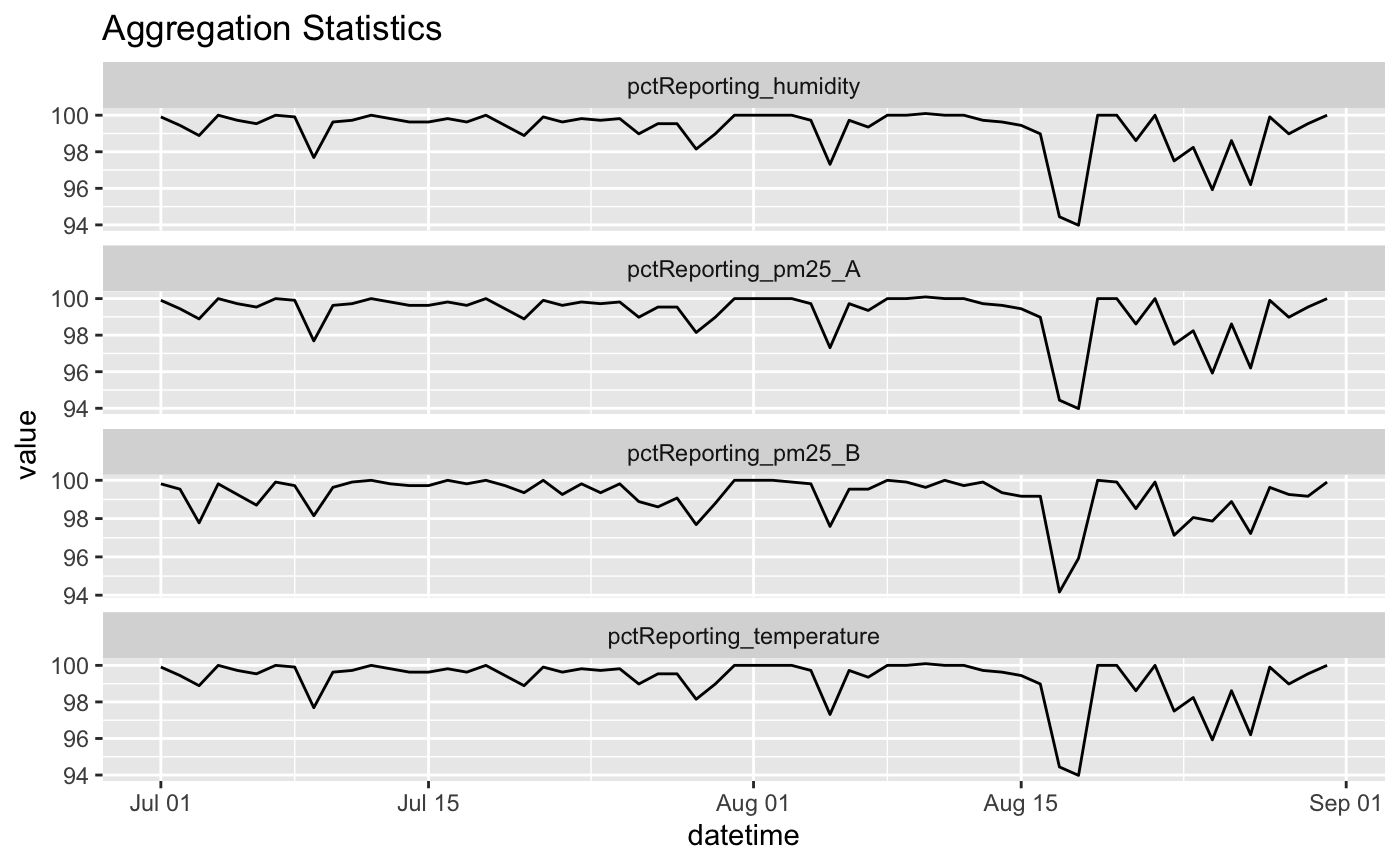 Aggregation Statistics
pctReporting_humidity
100
98
96
94
pctReporting_pm25_A
100
98
96
94
pctReporting_pm25_B
100
98
96
94
pctReporting_temperature
100
98
96
94
value
Jul 01 Jul 15 Aug 01 Aug 15 Sep 01
datetime